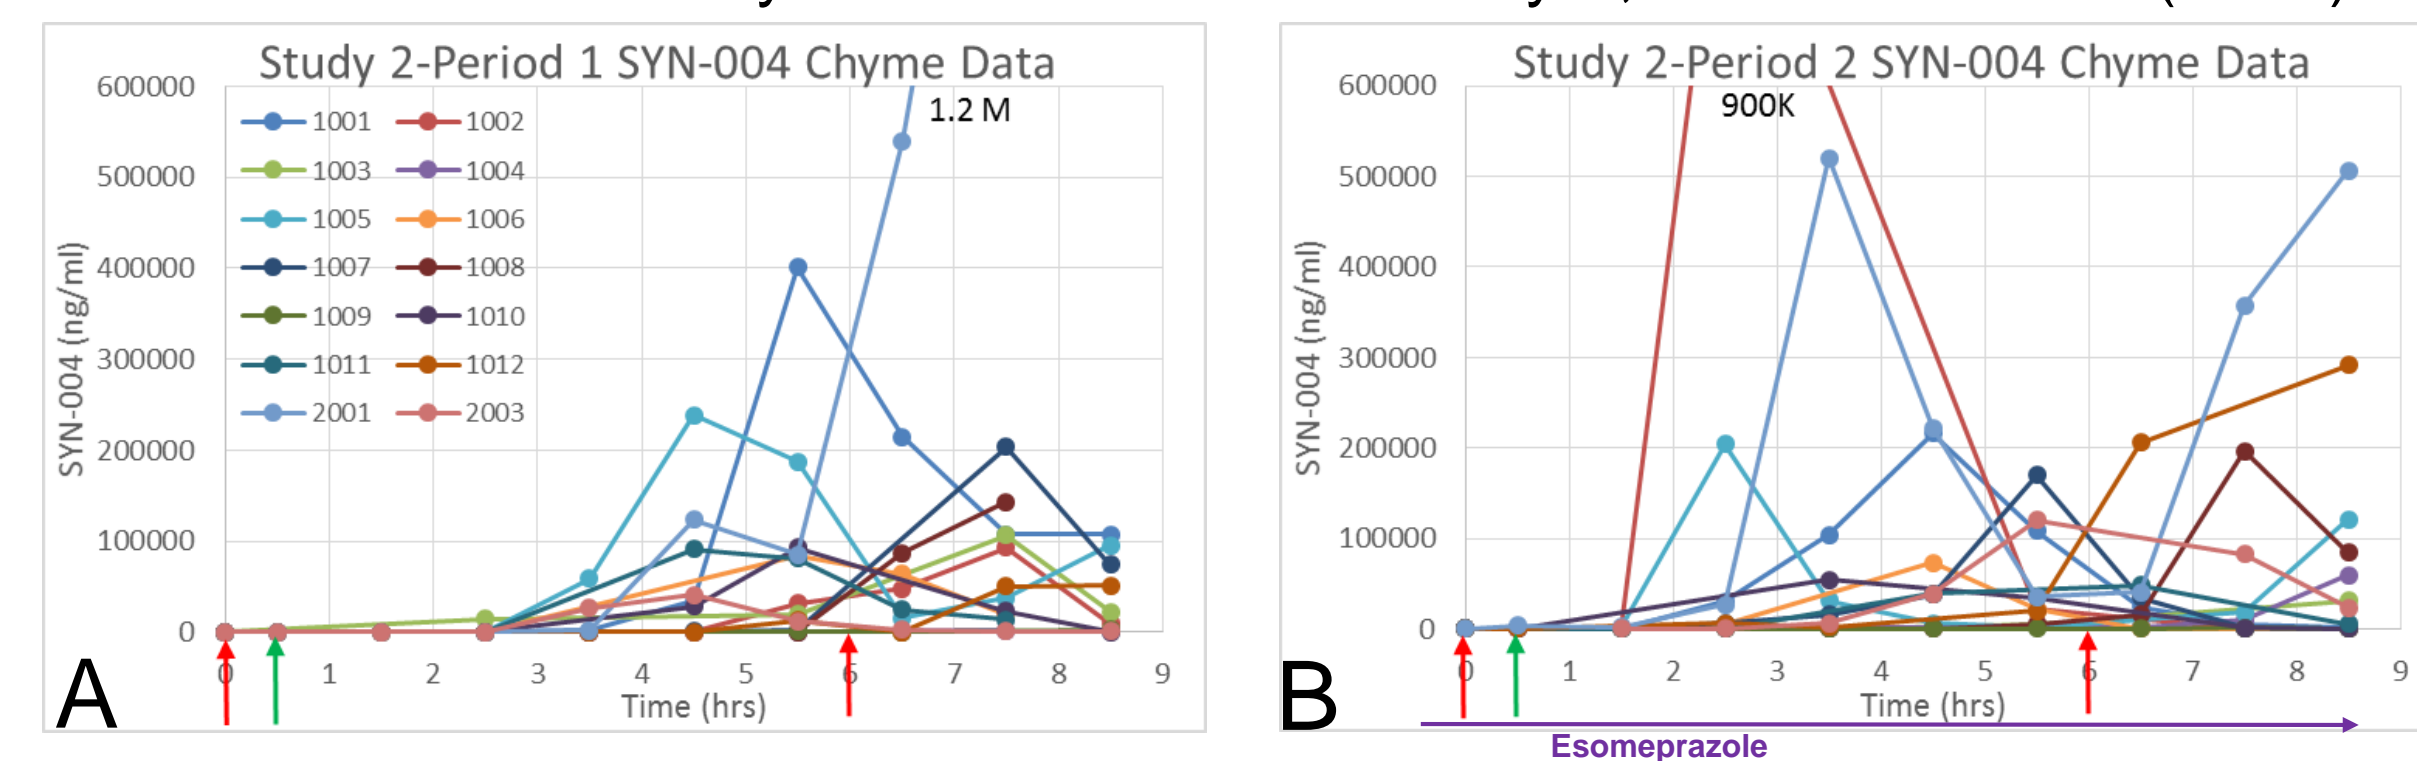 Study 2-Period 1 SYN-004 Chyme Data
600000
500000
400000
300000
200000
100000
0
SYN-004 (ng/ml)
1.2 M
1001 1002
1003 1004
1005 1006
1007 1008
1009 1010
1011 1012
2001 2003
0 1 2 3 4 5 6 7 8 9
Time (hrs)
A
Study 2-Period 2 SYN-004 Chyme Data
600000
500000
400000
300000
200000
100000
0
SYN-004 (ng/ml)
900K
0 1 2 3 4 5 6 7 8 9
Time (hrs)
B
Esomeprazole